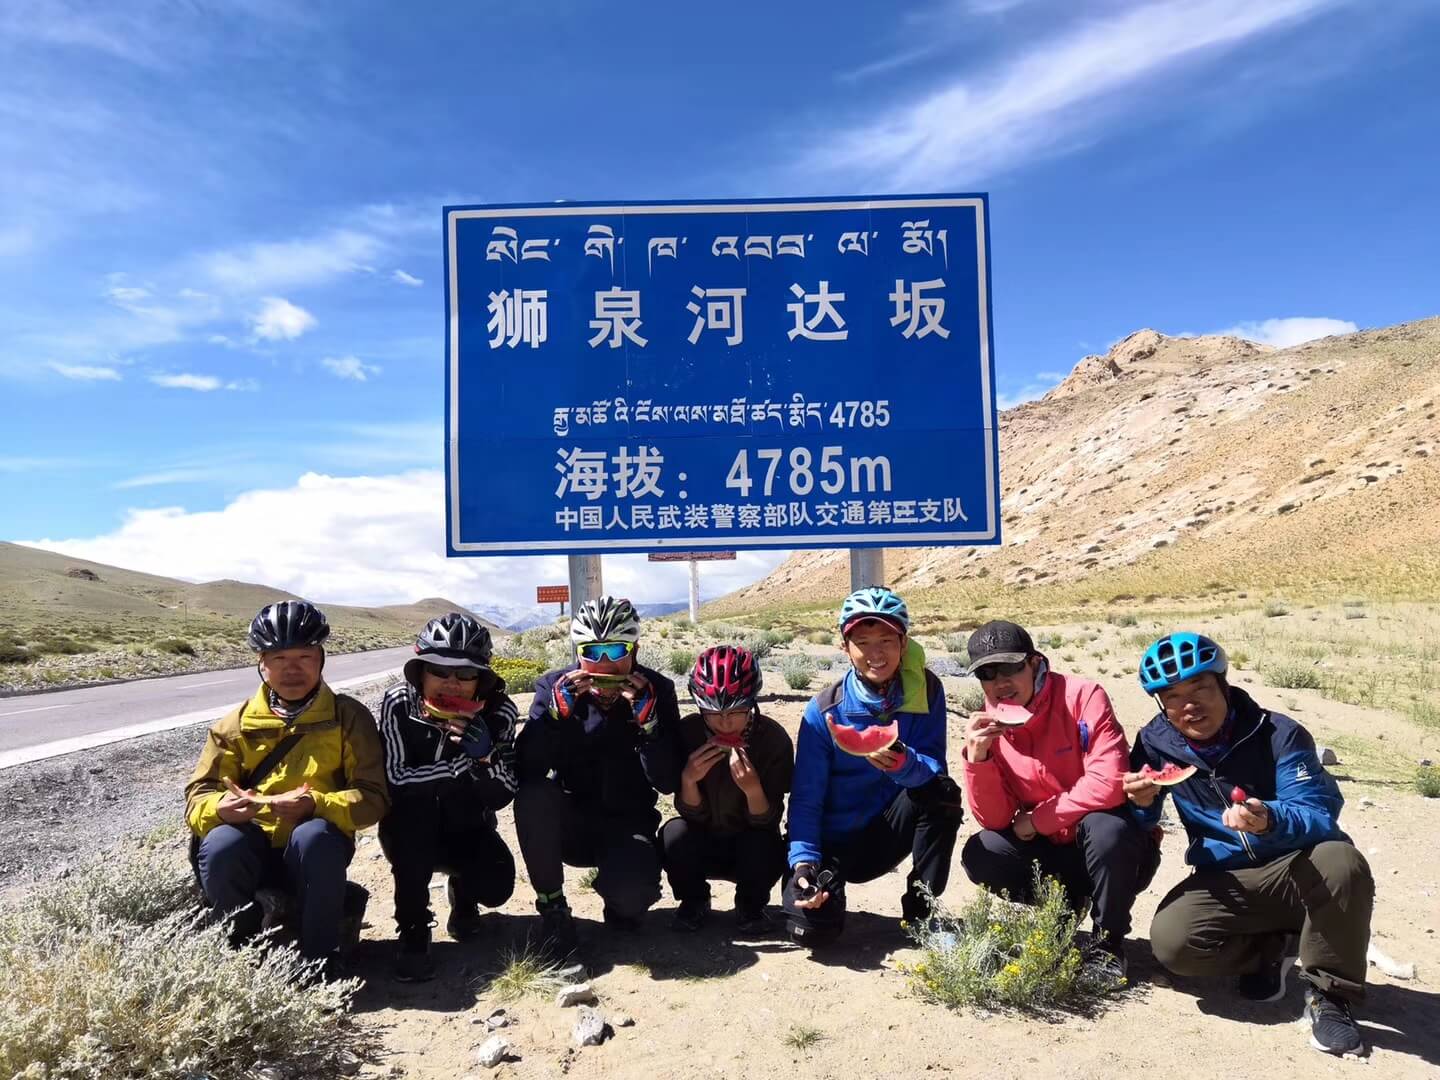 སེང་ གེ་ ཁ་ འབབ་ ལ་ མོ།
狮泉河达坂
རྒྱ་མཚོའི་ངོས་ལས་མཐོ་ཚད་རྨིད་4785
海拔：4785m
中国人民武装警察部队交通第三支队